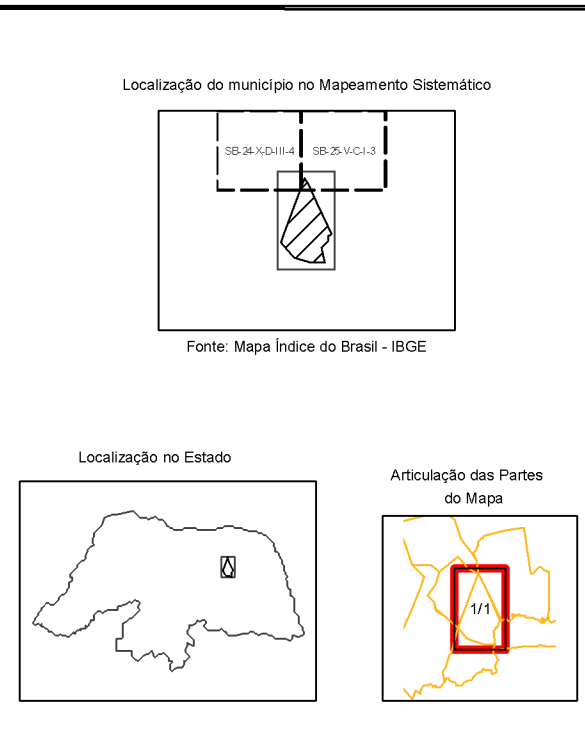 Localização do município no Mapeamento Sistemático
SB-24-X-D-III-4
SB-25-V-C-I-3
Fonte: Mapa Índice do Brasil - IBGE
Localização no Estado
Articulação das Partes
do Mapa
1/1